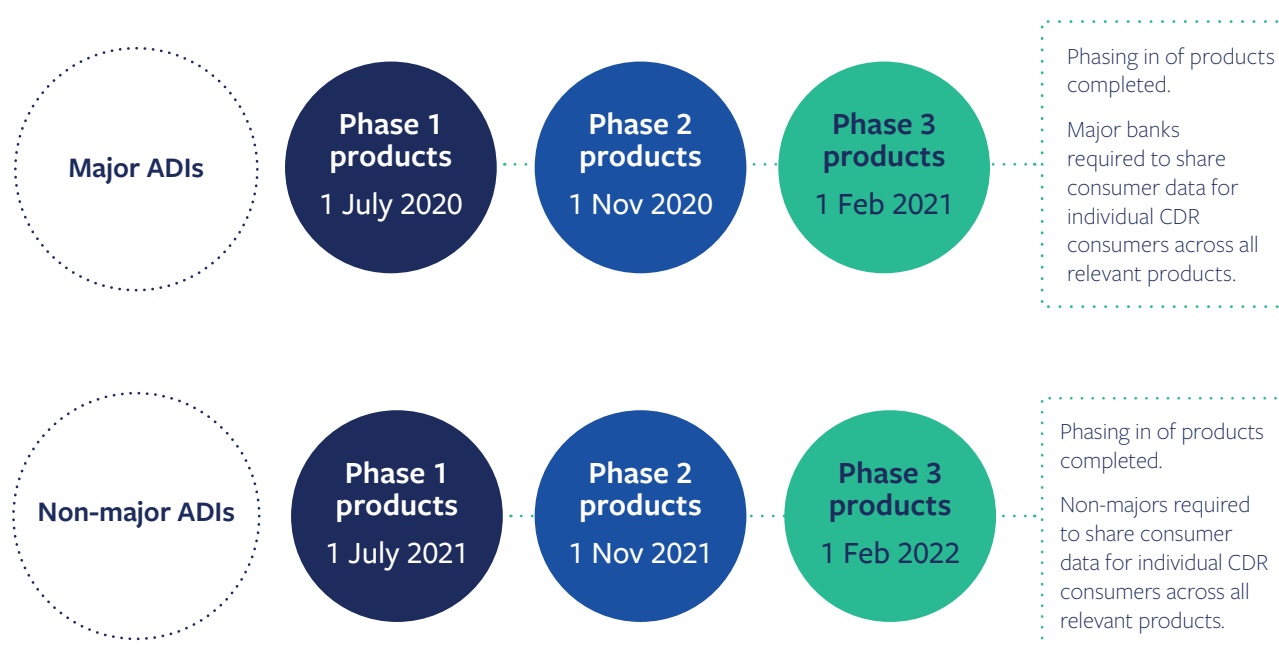 Major ADIs
Phase 1
products
1 July 2020
Phase 2
products
1 Nov 2020
Phase 3
products
1 Feb 2021
Phasing in of products
completed.
Major banks
required to share
consumer data for
individual CDR
consumers across all
relevant products.
Non-major ADIs
Phase 1
products
1 July 2021
Phase 2
products
1 Nov 2021
Phase 3
products
1 Feb 2022
Phasing in of products
completed.
Non-majors required
to share consumer
data for individual CDR
consumers across all
relevant products.